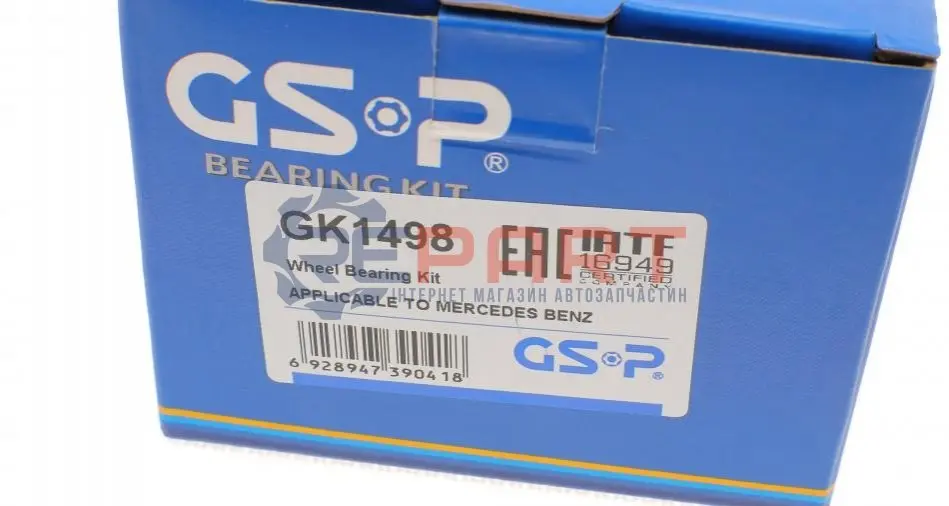 GS·P®
BEARING KIT
GK1498
Wheel Bearing Kit
APPLICABLE TO MERCEDES BENZ
EAC
IATF
16949
CERTIFIED
COMPANY
REPART
ІНТЕРНЕТ МАГАЗИН АВТОЗАПЧАСТИН
6 928947 390418
GS·P®